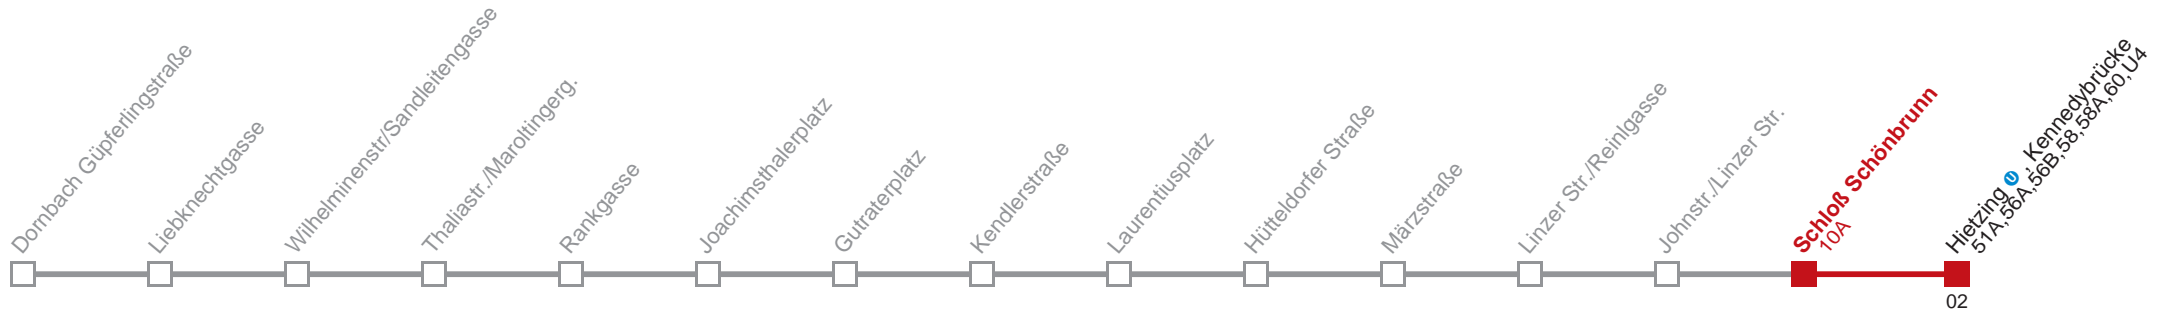 Dornbach Güpferlingstraße
Liebknechtgasse
Wilhelminenstr/Sandleitengasse
Thaliastr./Maroltingerg.
Rankgasse
Joachimsthalerplatz
Gutraterplatz
Kendlerstraße
Laurentiusplatz
Hütteldorfer Straße
Märzstraße
Linzer Str./Reinlgasse
Johnstr./Linzer Str.
Schloß Schönbrunn
10A
Hietzing U , Kennedybrücke
51A,56A,56B,58,58A,60,U4
02